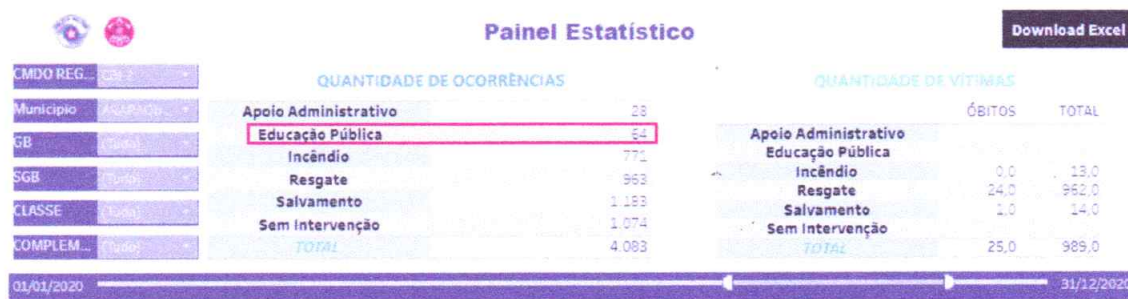 Painel Estatístico
Download Excel
CMDO REG... CBI 2
Município
GB (Tudo)
SGB (Tudo)
CLASSE (Tudo)
COMPLEM... (Tudo)
QUANTIDADE DE OCORRÊNCIAS
Apoio Administrativo 28
Educação Pública 64
Incêndio 771
Resgate 963
Salvamento 1.183
Sem Intervenção 1.074
TOTAL 4.083
QUANTIDADE DE VÍTIMAS
ÓBITOS TOTAL
Apoio Administrativo
Educação Pública
Incêndio 0,0 13,0
Resgate 24,0 962,0
Salvamento 1,0 14,0
Sem Intervenção
TOTAL 25,0 989,0
01/01/2020 31/12/2020